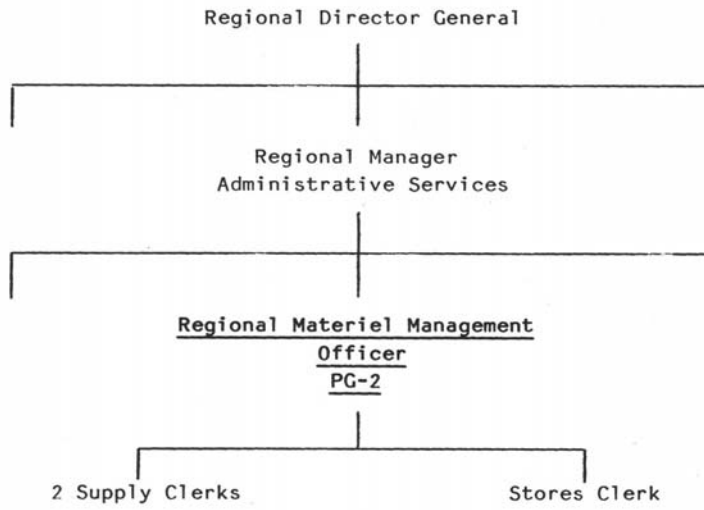 Regional Director General
Regional Manager
Administrative Services
Regional Materiel Management
Officer
PG-2
2 Supply Clerks
Stores Clerk